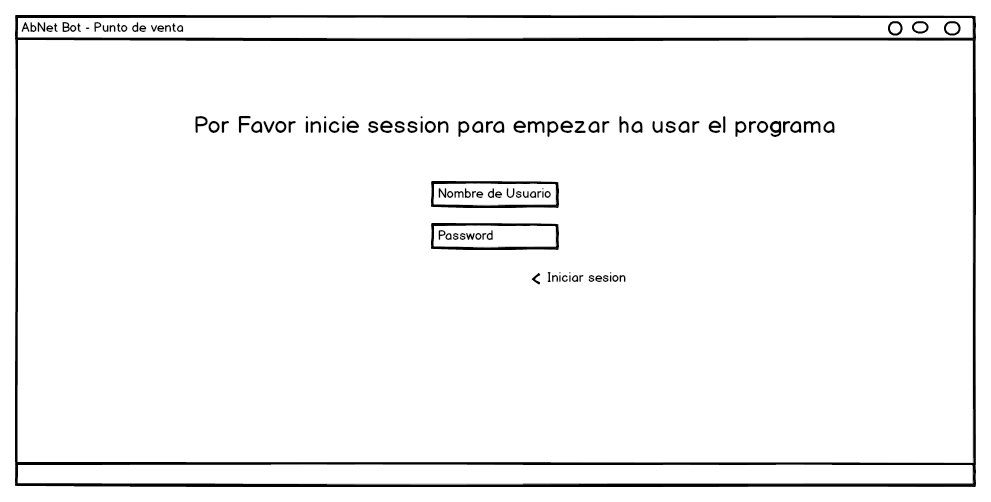 AbNet Bot - Punto de venta
Por Favor inicie session para empezar ha usar el programa
Nombre de Usuario
Password
Iniciar sesion